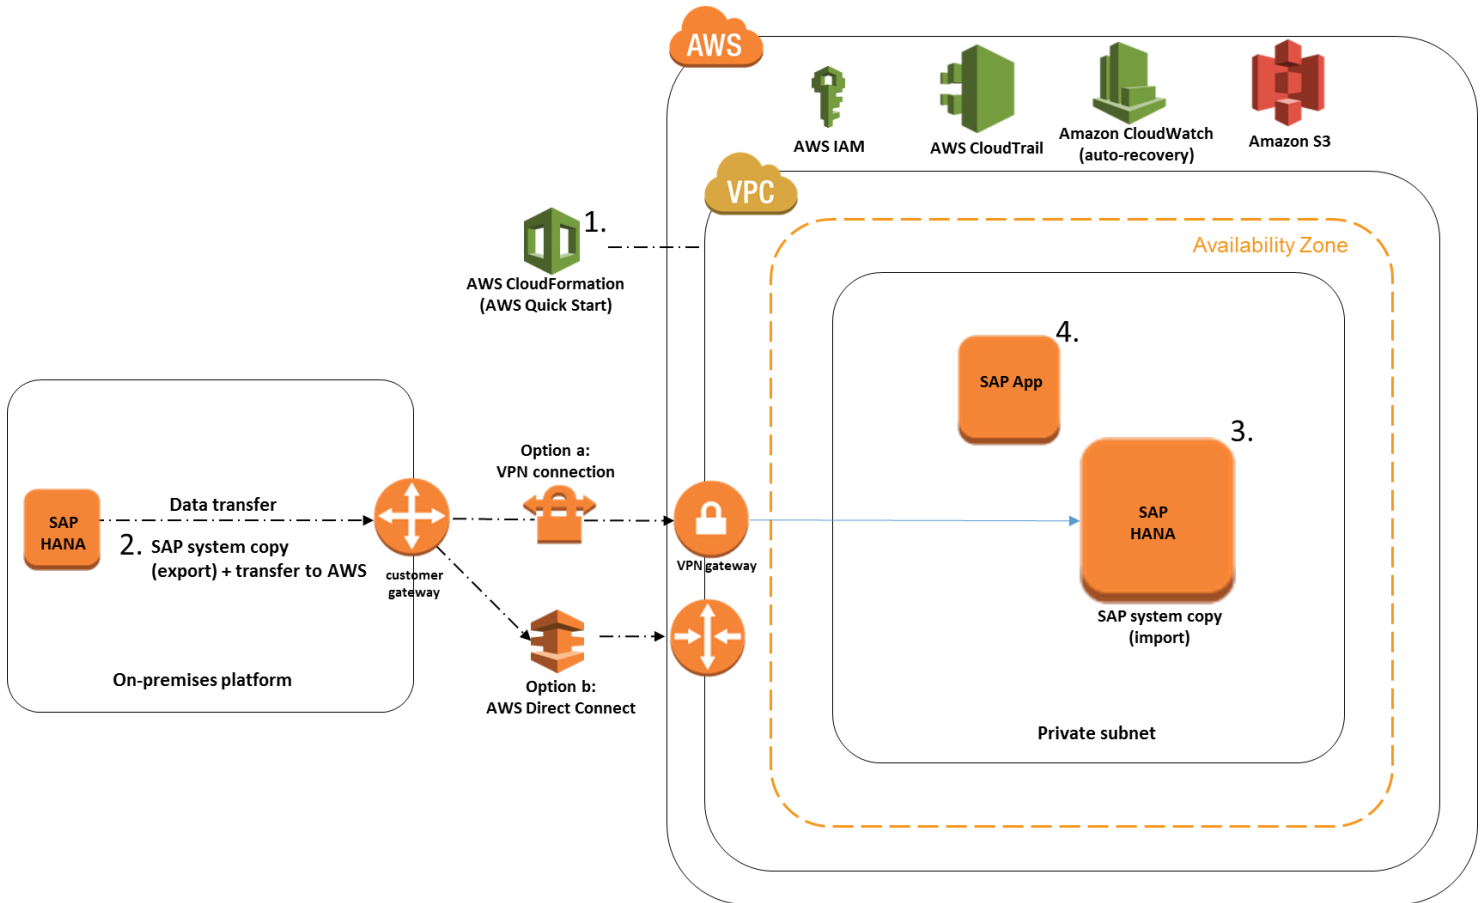 AWS
AWS IAM
AWS CloudTrail
Amazon CloudWatch
(auto-recovery)
Amazon S3
VPC
1.
AWS CloudFormation
(AWS Quick Start)
Availability Zone
4.
SAP App
3.
SAP
HANA
SAP system copy
(import)
Private subnet
Option a:
VPN connection
VPN gateway
Data transfer
SAP
HANA
2. SAP system copy
(export) + transfer to AWS
customer
gateway
On-premises platform
Option b:
AWS Direct Connect